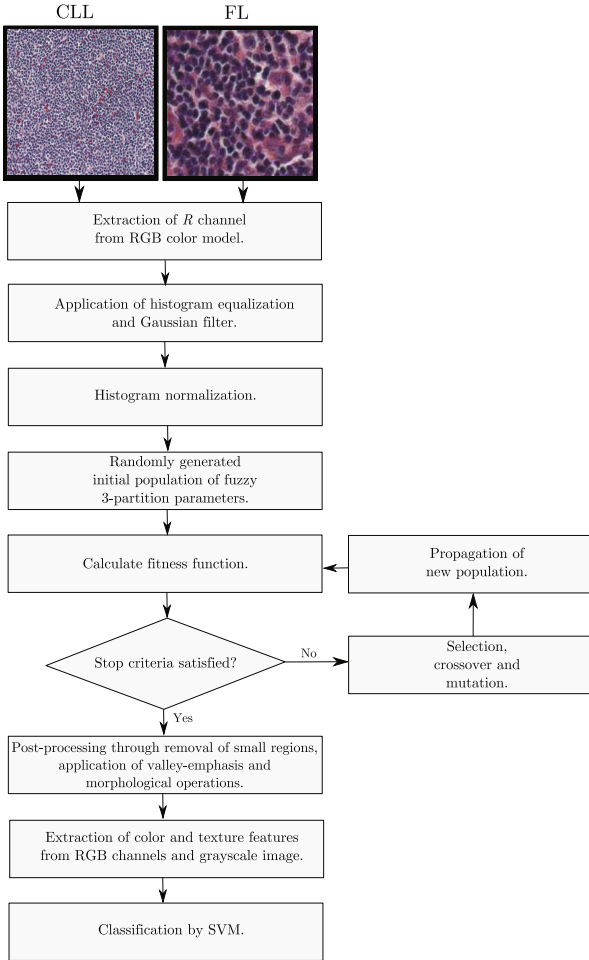 CLL
FL
Extraction of R channel
from RGB color model.
Application of histogram equalization
and Gaussian filter.
Histogram normalization.
Randomly generated
initial population of fuzzy
3-partition parameters.
Calculate fitness function.
Propagation of
new population.
Stop criteria satisfied?
No
Selection,
crossover and
mutation.
Yes
Post-processing through removal of small regions,
application of valley-emphasis and
morphological operations.
Extraction of color and texture features
from RGB channels and grayscale image.
Classification by SVM.